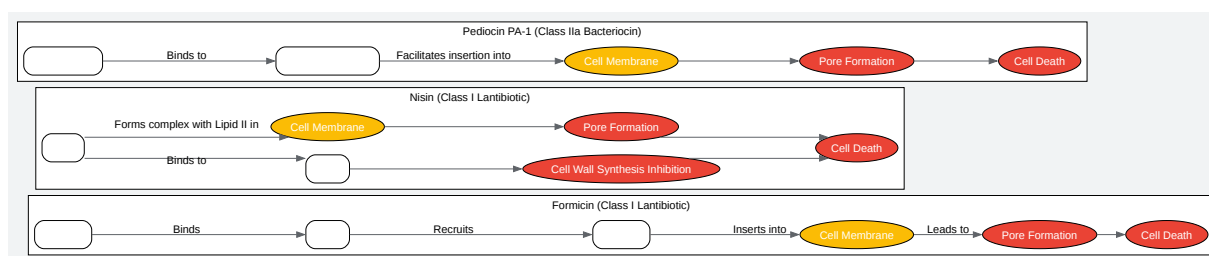 Pediocin PA-1 (Class IIa Bacteriocin)
Binds to
Facilitates insertion into
Cell Membrane
Pore Formation
Cell Death
Nisin (Class I Lantibiotic)
Forms complex with Lipid II in
Cell Membrane
Pore Formation
Cell Death
Binds to
Cell Wall Synthesis Inhibition
Formicin (Class I Lantibiotic)
Binds
Recruits
Inserts into
Cell Membrane
Leads to
Pore Formation
Cell Death